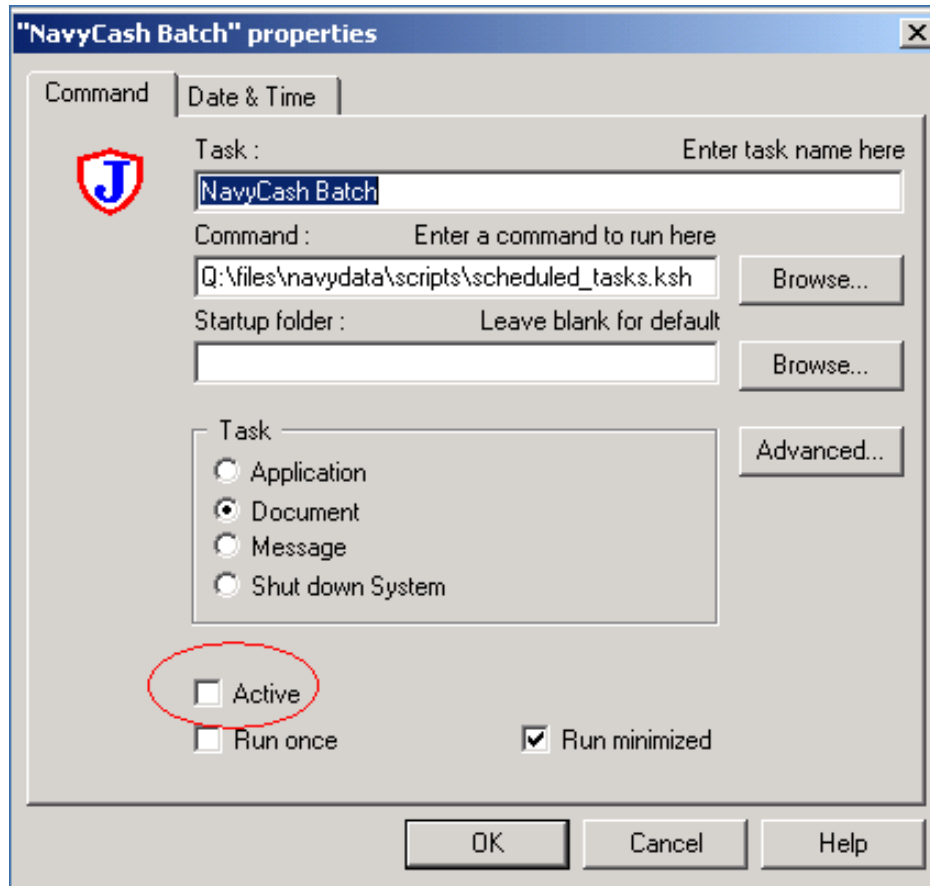 "NavyCash Batch" properties
Command
Date & Time
J
Task : Enter task name here
NavyCash Batch
Command : Enter a command to run here
Q:\files\navydata\scripts\scheduled_tasks.ksh
Browse...
Startup folder : Leave blank for default
Browse...
Task
Advanced...
Application
Document
Message
Shut down System
Active
Run once
Run minimized
OK
Cancel
Help